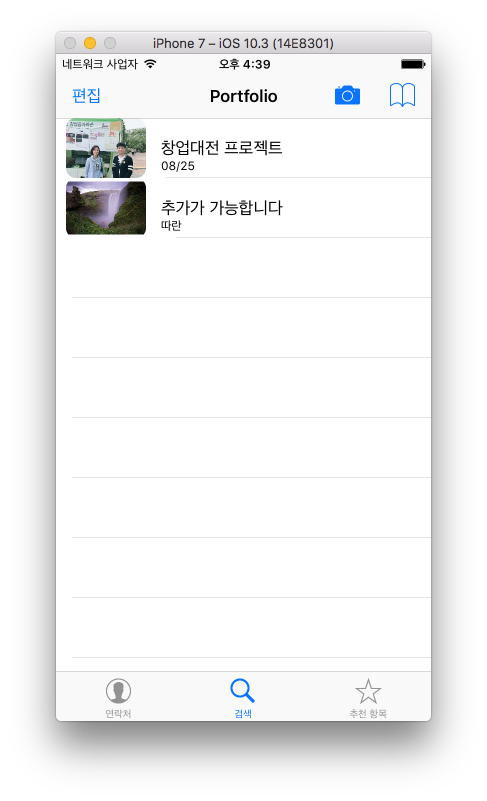 iPhone 7 – iOS 10.3 (14E8301)
네트워크 사업자 오후 4:39
편집 Portfolio
창업대전 프로젝트
08/25
추가가 가능합니다
따란
연락처 검색 추천 항목